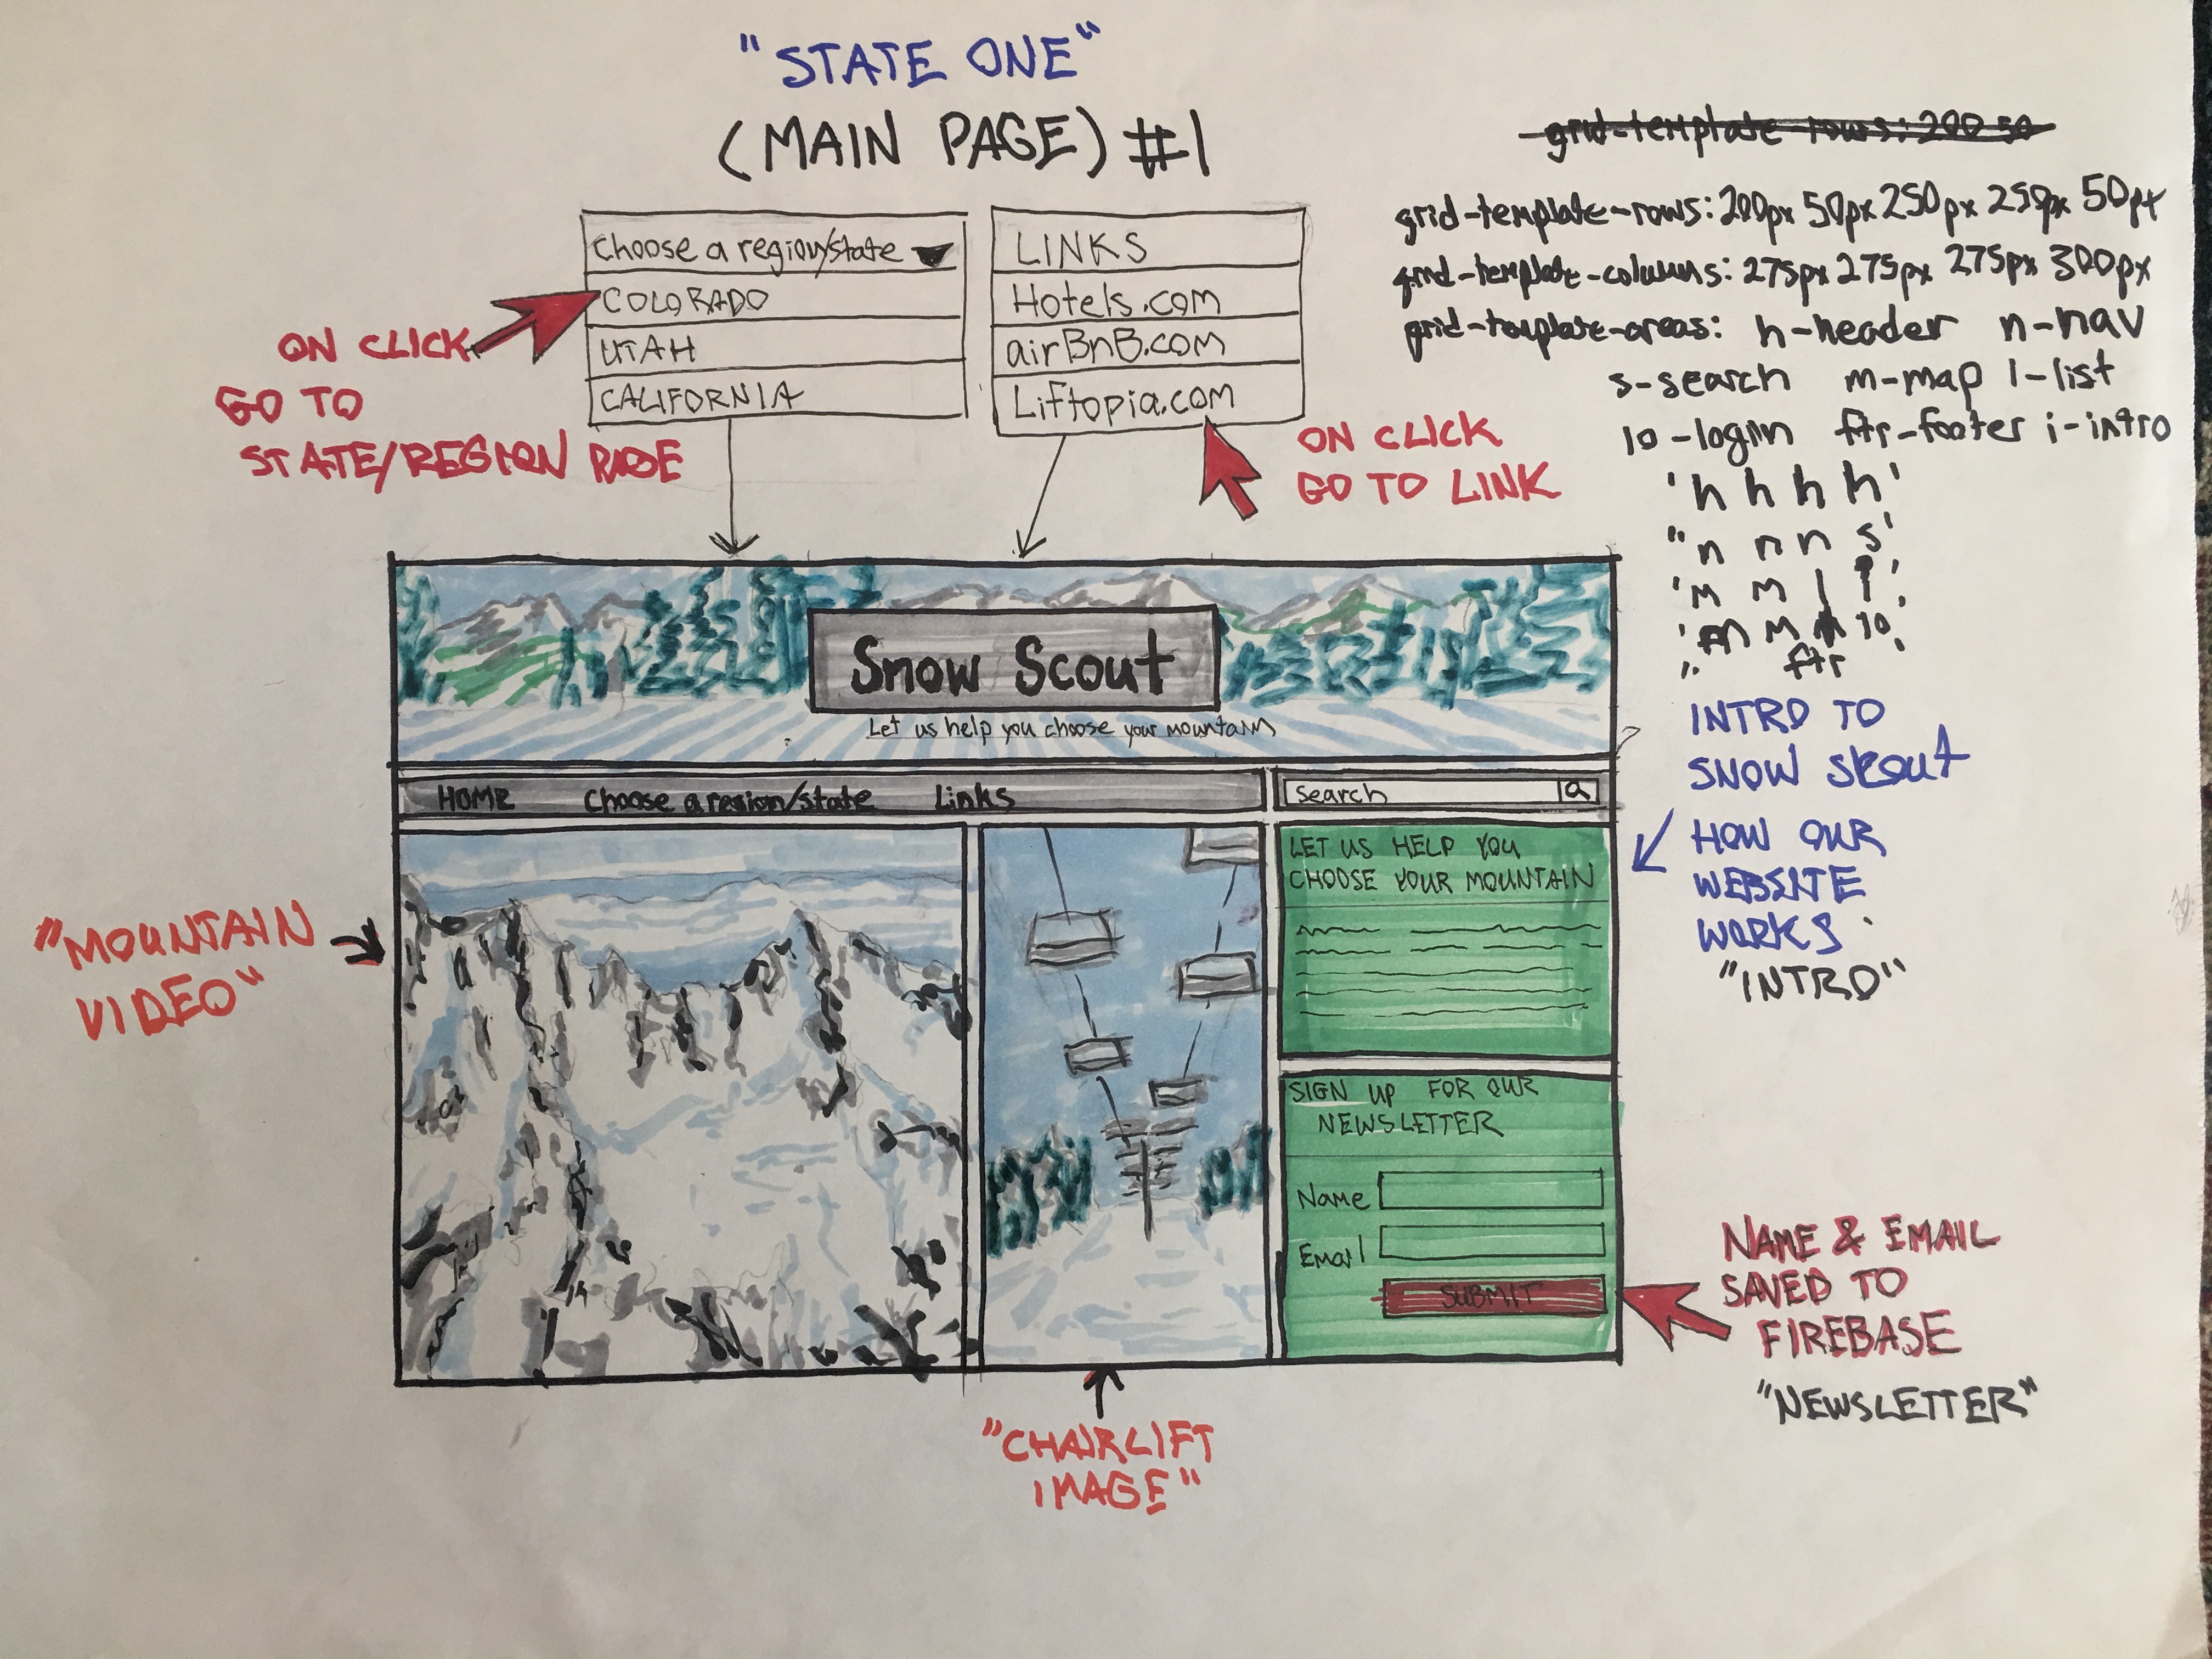 "STATE ONE"
(MAIN PAGE) #1
grid-template-rows: 200 50
grid-template-rows: 200px 50px 250px 250px 50px
grid-template-columns: 275px 275px 275px 300px
grid-template-areas: h-header n-nav
s-search m-map l-list
lo-login ftr-footer i-intro
'h h h h'
"n n n s'
'm m l
m 10
ftr
choose a region/state
COLORADO
UTAH
CALIFORNIA
LINKS
Hotels.com
airBnB.com
Liftopia.com
ON CLICK
GO TO
STATE/REGION PAGE
ON CLICK
GO TO LINK
Snow Scout
Let us help you choose your mountain
HOME choose a region/state Links
search
LET US HELP YOU
CHOOSE YOUR MOUNTAIN
SIGN UP FOR OUR
NEWSLETTER
Name
Email
SUBMIT
INTRO TO
SNOW SKOUT
HOW OUR
WEBSITE
WORKS
"INTRO"
"MOUNTAIN
VIDEO"
NAME & EMAIL
SAVED TO
FIREBASE
"NEWSLETTER"
"CHAIRLIFT
IMAGE"